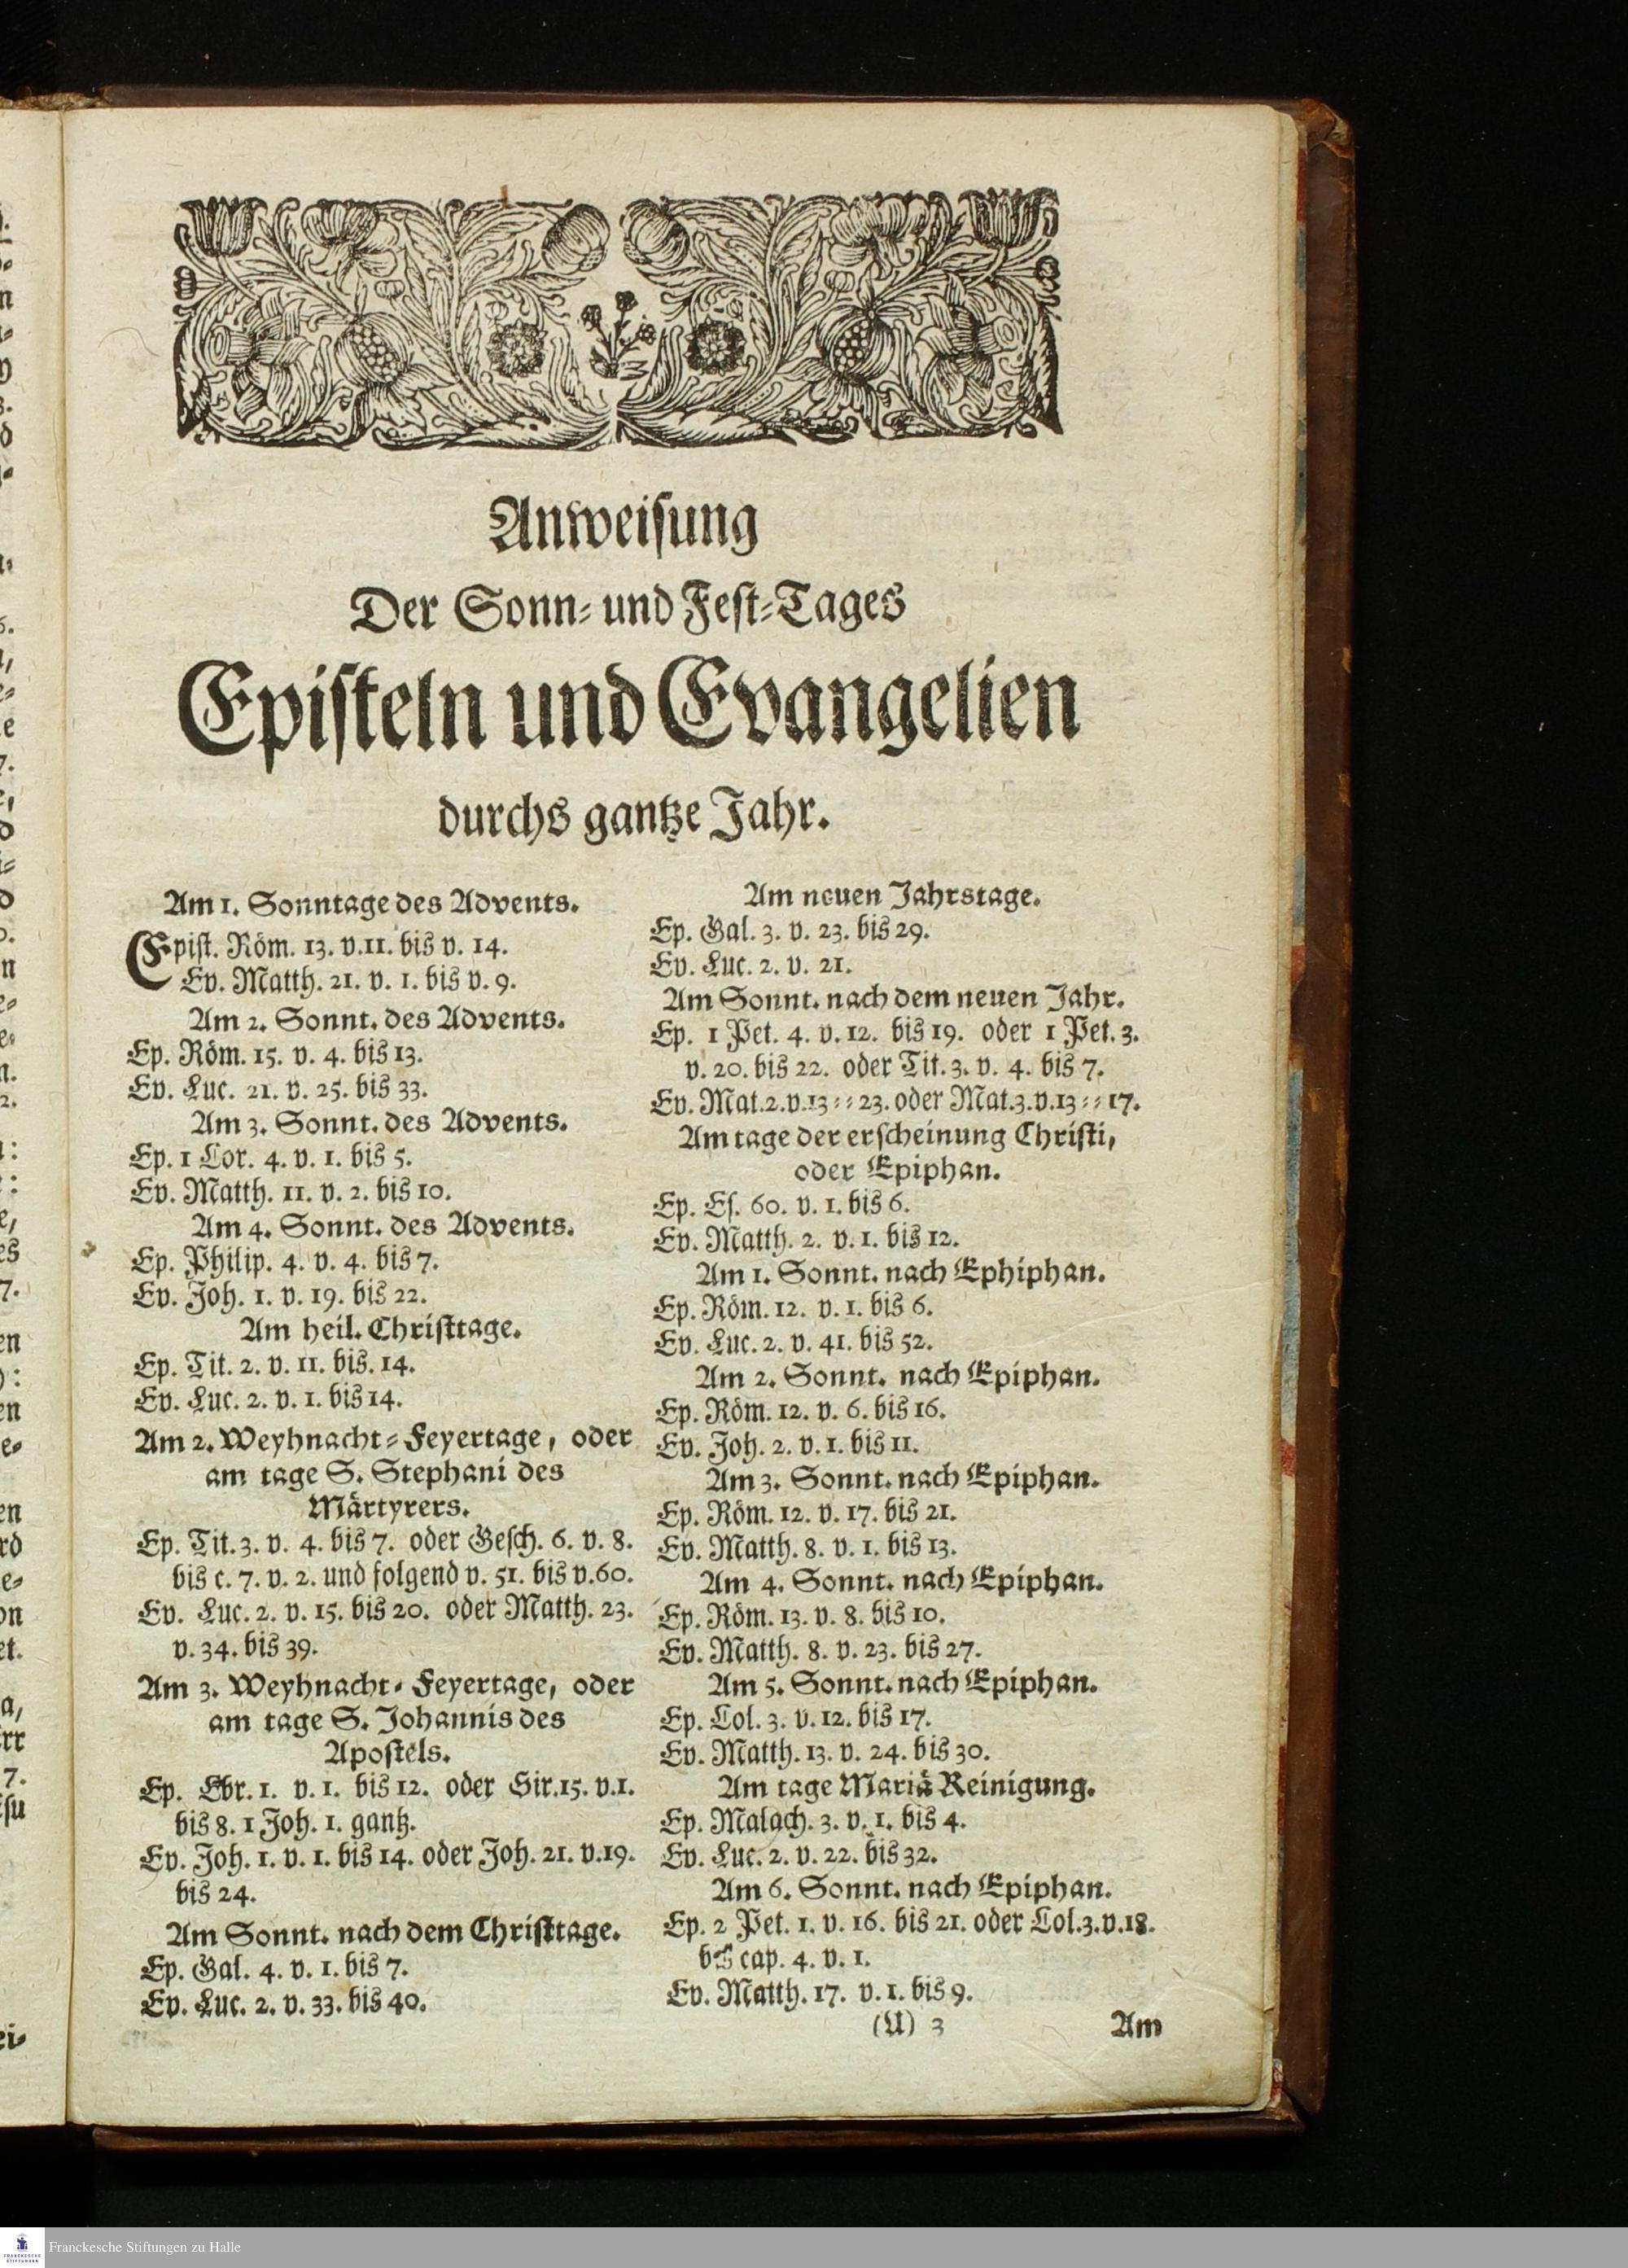 Anweiſung
Der Sonn- und Feſt-Tages
Epiſteln und Evangelien
durchs gantze Jahr.
Am 1. Sonntage des Advents.
Epiſt. Röm. 13. v. 11. bis v. 14.
Ev. Matth. 21. v. 1. bis v. 9.
Am 2. Sonnt. des Advents.
Ep. Röm. 15. v. 4. bis 13.
Ev. Luc. 21. v. 25. bis 33.
Am 3. Sonnt. des Advents.
Ep. 1 Cor. 4. v. 1. bis 5.
Ev. Matth. 11. v. 2. bis 10.
Am 4. Sonnt. des Advents.
Ep. Philip. 4. v. 4. bis 7.
Ev. Joh. 1. v. 19. bis 22.
Am heil. Chriſttage.
Ep. Tit. 2. v. 11. bis. 14.
Ev. Luc. 2. v. 1. bis 14.
Am 2. Weyhnacht-Feyertage, oder
am tage S. Stephani des
Märtyrers.
Ep. Tit. 3. v. 4. bis 7. oder Geſch. 6. v. 8.
bis c. 7. v. 2. und folgend v. 51. bis v. 60.
Ev. Luc. 2. v. 15. bis 20. oder Matth. 23.
v. 34. bis 39.
Am 3. Weyhnacht-Feyertage, oder
am tage S. Johannis des
Apoſtels.
Ep. Ebr. 1. v. 1. bis 12. oder Sir. 15. v. 1.
bis 8. 1 Joh. 1. gantz.
Ev. Joh. 1. v. 1. bis 14. oder Joh. 21. v. 19.
bis 24.
Am Sonnt. nach dem Chriſttage.
Ep. Gal. 4. v. 1. bis 7.
Ev. Luc. 2. v. 33. bis 40.
Am neuen Jahrstage.
Ep. Gal. 3. v. 23. bis 29.
Ev. Luc. 2. v. 21.
Am Sonnt. nach dem neuen Jahr.
Ep. 1 Pet. 4. v. 12. bis 19. oder 1 Pet. 3.
v. 20. bis 22. oder Tit. 3. v. 4. bis 7.
Ev. Mat. 2. v. 13 -- 23. oder Mat. 3. v. 13 -- 17.
Am tage der erſcheinung Chriſti,
oder Epiphan.
Ep. Eſ. 60. v. 1. bis 6.
Ev. Matth. 2. v. 1. bis 12.
Am 1. Sonnt. nach Ephiphan.
Ep. Röm. 12. v. 1. bis 6.
Ev. Luc. 2. v. 41. bis 52.
Am 2. Sonnt. nach Epiphan.
Ep. Röm. 12. v. 6. bis 16.
Ev. Joh. 2. v. 1. bis 11.
Am 3. Sonnt. nach Epiphan.
Ep. Röm. 12. v. 17. bis 21.
Ev. Matth. 8. v. 1. bis 13.
Am 4. Sonnt. nach Epiphan.
Ep. Röm. 13. v. 8. bis 10.
Ev. Matth. 8. v. 23. bis 27.
Am 5. Sonnt. nach Epiphan.
Ep. Col. 3. v. 12. bis 17.
Ev. Matth. 13. v. 24. bis 30.
Am tage Mariä Reinigung.
Ep. Malach. 3. v. 1. bis 4.
Ev. Luc. 2. v. 22. bis 32.
Am 6. Sonnt. nach Epiphan.
Ep. 2 Pet. 1. v. 16. bis 21. oder Col. 3. v. 18.
bis cap. 4. v. 1.
Ev. Matth. 17. v. 1. bis 9.
(A) 3
Am
FRANCKESCHE
STIFTUNGEN
Franckesche Stiftungen zu Halle